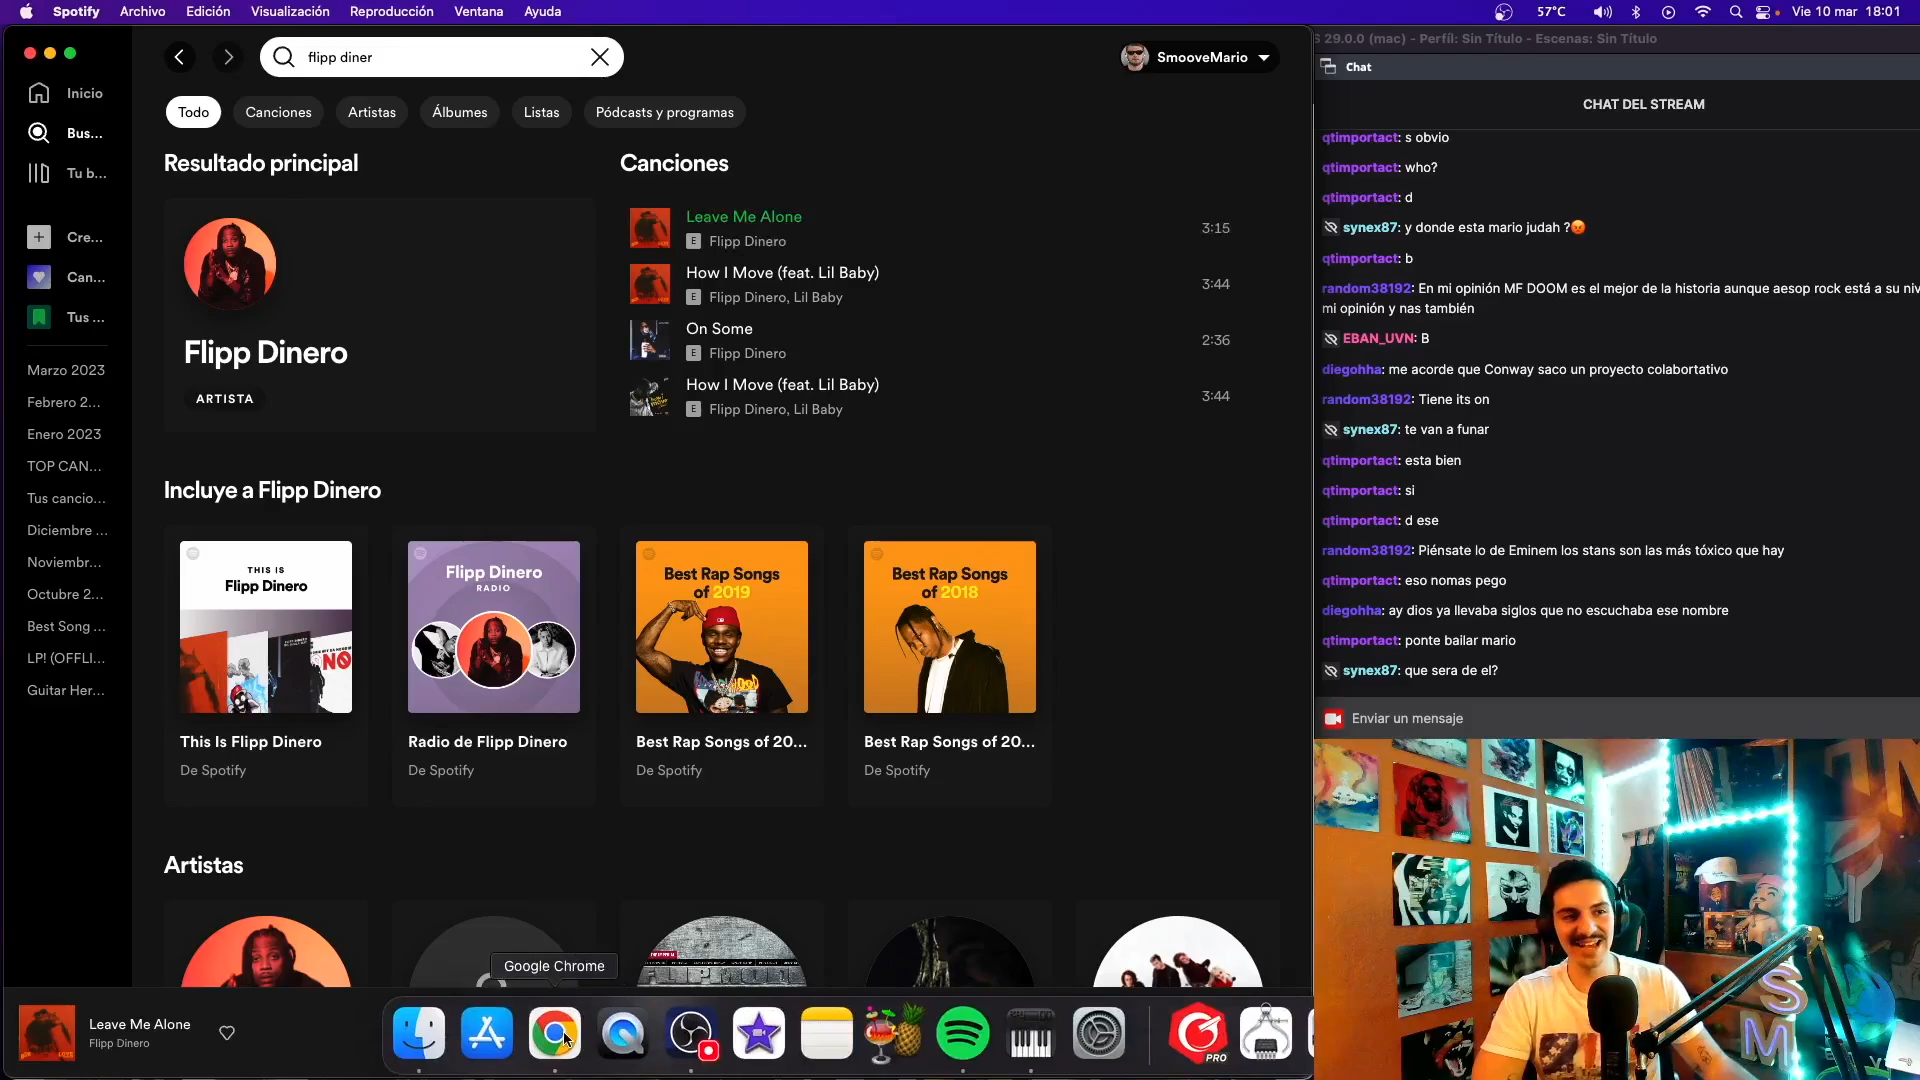 Spotify Archivo Edición Visualización Reproducción Ventana Ayuda
57°C Vie 10 mar 18:01
29.0.0 (mac) - Perfil: Sin Título - Escenas: Sin Título
flipp diner
SmooveMario
Inicio
Bus...
Tu b...
Cre...
Can...
Tus ...
Marzo 2023
Febrero 2...
Enero 2023
TOP CAN...
Tus cancio...
Diciembre ...
Noviembr...
Octubre 2...
Best Song ...
LP! (OFFLI...
Guitar Her...
Todo Canciones Artistas Álbumes Listas Pódcasts y programas
Resultado principal
Flipp Dinero
ARTISTA
Canciones
Leave Me Alone
E Flipp Dinero
3:15
How I Move (feat. Lil Baby)
E Flipp Dinero, Lil Baby
3:44
On Some
E Flipp Dinero
2:36
How I Move (feat. Lil Baby)
E Flipp Dinero, Lil Baby
3:44
Incluye a Flipp Dinero
THIS IS
Flipp Dinero
NO
This Is Flipp Dinero
De Spotify
Flipp Dinero
RADIO
Radio de Flipp Dinero
De Spotify
Best Rap Songs
of 2019
Best Rap Songs of 20...
De Spotify
Best Rap Songs
of 2018
Best Rap Songs of 20...
De Spotify
Artistas
Google Chrome
Leave Me Alone
Flipp Dinero
PRO
Chat
CHAT DEL STREAM
qtimportact: s obvio
qtimportact: who?
qtimportact: d
synex87: y donde esta mario judah ?😡
qtimportact: b
random38192: En mi opinión MF DOOM es el mejor de la historia aunque aesop rock está a su niv
mi opinión y nas también
EBAN_UVN: B
diegohha: me acorde que Conway saco un proyecto colabortativo
random38192: Tiene its on
synex87: te van a funar
qtimportact: esta bien
qtimportact: si
qtimportact: d ese
random38192: Piénsate lo de Eminem los stans son las más tóxico que hay
qtimportact: eso nomas pego
diegohha: ay dios ya llevaba siglos que no escuchaba ese nombre
qtimportact: ponte bailar mario
synex87: que sera de el?
Enviar un mensaje
S
M